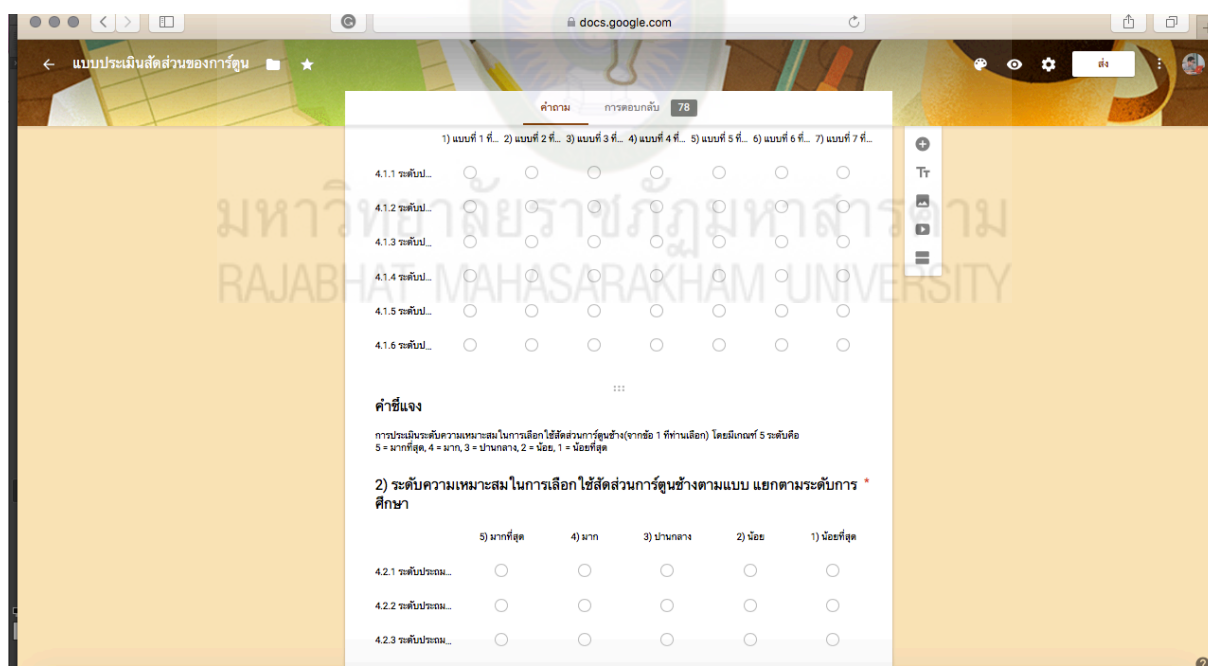 docs.google.com
แบบประเมินสัดส่วนของการ์ตูน
ส่ง
คำถาม การตอบกลับ 78
1) แบบที่ 1 ที่... 2) แบบที่ 2 ที่... 3) แบบที่ 3 ที่... 4) แบบที่ 4 ที่... 5) แบบที่ 5 ที่... 6) แบบที่ 6 ที่... 7) แบบที่ 7 ที่...
4.1.1 ระดับป...
4.1.2 ระดับป...
มหาวิทยาลัยราชภัฏมหาสารคาม
4.1.3 ระดับป...
4.1.4 ระดับป...
RAJABHAT MAHASARAKHAM UNIVERSITY
4.1.5 ระดับป...
4.1.6 ระดับป...
คำชี้แจง
การประเมินระดับความเหมาะสมในการเลือกใช้สัดส่วนการ์ตูนช้าง(จากข้อ 1 ที่ท่านเลือก) โดยมีเกณฑ์ 5 ระดับคือ
5 = มากที่สุด, 4 = มาก, 3 = ปานกลาง, 2 = น้อย, 1 = น้อยที่สุด
2) ระดับความเหมาะสมในการเลือกใช้สัดส่วนการ์ตูนช้างตามแบบ แยกตามระดับการ *
ศึกษา
5) มากที่สุด 4) มาก 3) ปานกลาง 2) น้อย 1) น้อยที่สุด
4.2.1 ระดับประถม...
4.2.2 ระดับประถม...
4.2.3 ระดับประถม...